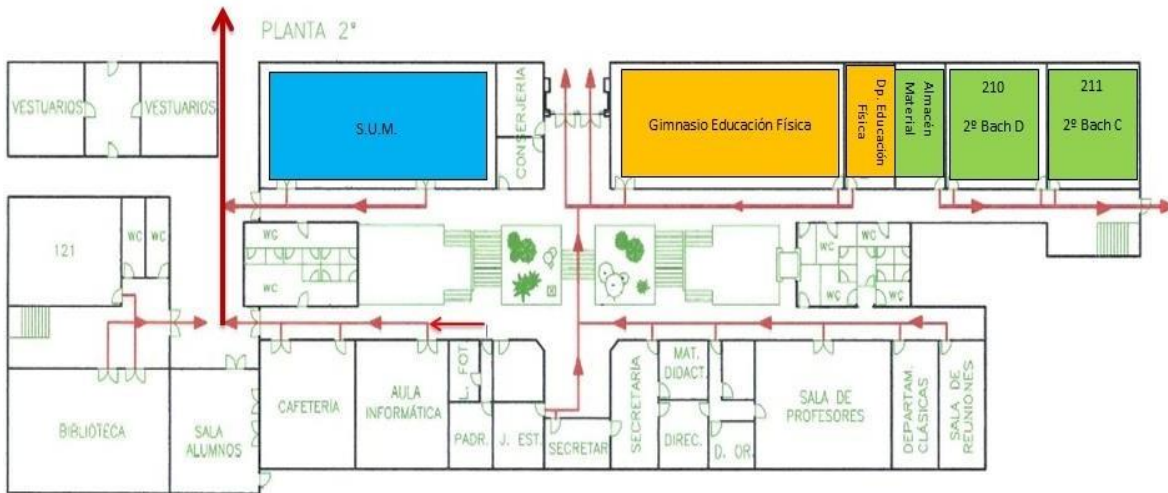 PLANTA 2ª
VESTUARIOS
VESTUARIOS
S.U.M.
CONSERJERÍA
Gimnasio Educación Física
Dp. Educación
Física
Almacén
Material
210
2º Bach D
211
2º Bach C
121
WC
WC
WC
WC
WC
WC
WC
WC
BIBLIOTECA
SALA
ALUMNOS
CAFETERÍA
AULA
INFORMÁTICA
L. FOT.
PADR.
J. EST.
SECRETAR
SECRETARIA
MAT.
DIDACT.
DIREC.
D. OR.
SALA DE
PROFESORES
DEPARTAM.
CLÁSICAS
SALA DE
REUNIONES